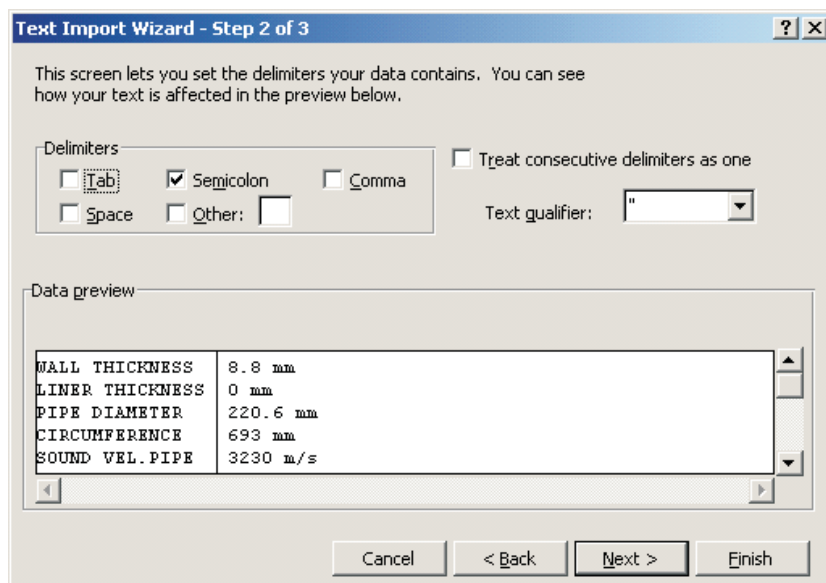 Text Import Wizard - Step 2 of 3
This screen lets you set the delimiters your data contains. You can see
how your text is affected in the preview below.
Delimiters
Tab
Semicolon
Comma
Space
Other:
Treat consecutive delimiters as one
Text qualifier:
"
Data preview
WALL THICKNESS 8.8 mm
LINER THICKNESS 0 mm
PIPE DIAMETER 220.6 mm
CIRCUMFERENCE 693 mm
SOUND VEL.PIPE 3230 m/s
Cancel
< Back
Next >
Finish